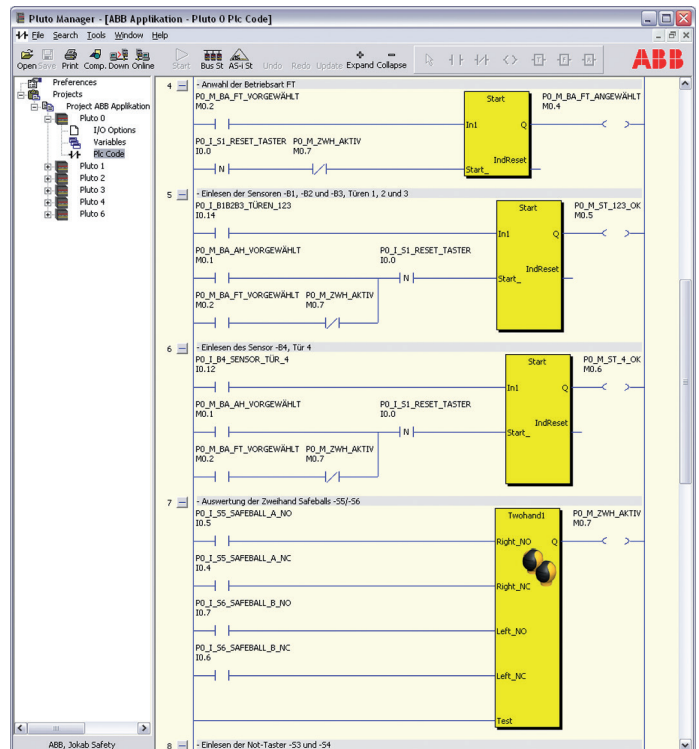 Pluto Manager - [ABB Applikation - Pluto 0 Plc Code]
File Search Tools Window Help
Open Save Print Comp. Down Online Start Bus St AS-i St Undo Redo Update Expand Collapse
ABB
Preferences
Projects
Project ABB Applikation
Pluto 0
I/O Options
Variables
Plc Code
Pluto 1
Pluto 2
Pluto 3
Pluto 4
Pluto 6
ABB, Jokab Safety
4 - Anwahl der Betriebsart FT
P0_M_BA_FT_VORGEWÄHLT Start P0_M_BA_FT_ANGEWÄHLT
M0.2 M0.4
In1 Q
P0_I_S1_RESET_TASTER P0_M_ZWH_AKTIV
I0.0 M0.7
IndReset
N Start_
5 - Einlesen der Sensoren -B1, -B2 und -B3, Türen 1, 2 und 3
P0_I_B1B2B3_TÜREN_123 Start P0_M_ST_123_OK
I0.14 M0.5
In1 Q
P0_M_BA_AH_VORGEWÄHLT P0_I_S1_RESET_TASTER
M0.1 I0.0
IndReset
N Start_
P0_M_BA_FT_VORGEWÄHLT P0_M_ZWH_AKTIV
M0.2 M0.7
6 - Einlesen des Sensor -B4, Tür 4
P0_I_B4_SENSOR_TÜR_4 Start P0_M_ST_4_OK
I0.12 M0.6
In1 Q
P0_M_BA_AH_VORGEWÄHLT P0_I_S1_RESET_TASTER
M0.1 I0.0
IndReset
N Start_
P0_M_BA_FT_VORGEWÄHLT P0_M_ZWH_AKTIV
M0.2 M0.7
7 - Auswertung der Zweihand Safeballs -S5/-S6
P0_I_S5_SAFEBALL_A_NO Twohand1 P0_M_ZWH_AKTIV
I0.5 M0.7
Right_NO Q
P0_I_S5_SAFEBALL_A_NC
I0.4
Right_NC
P0_I_S6_SAFEBALL_B_NO
I0.7
Left_NO
P0_I_S6_SAFEBALL_B_NC
I0.6
Left_NC
Test
8 - Einlesen der Not-Taster -S3 und -S4